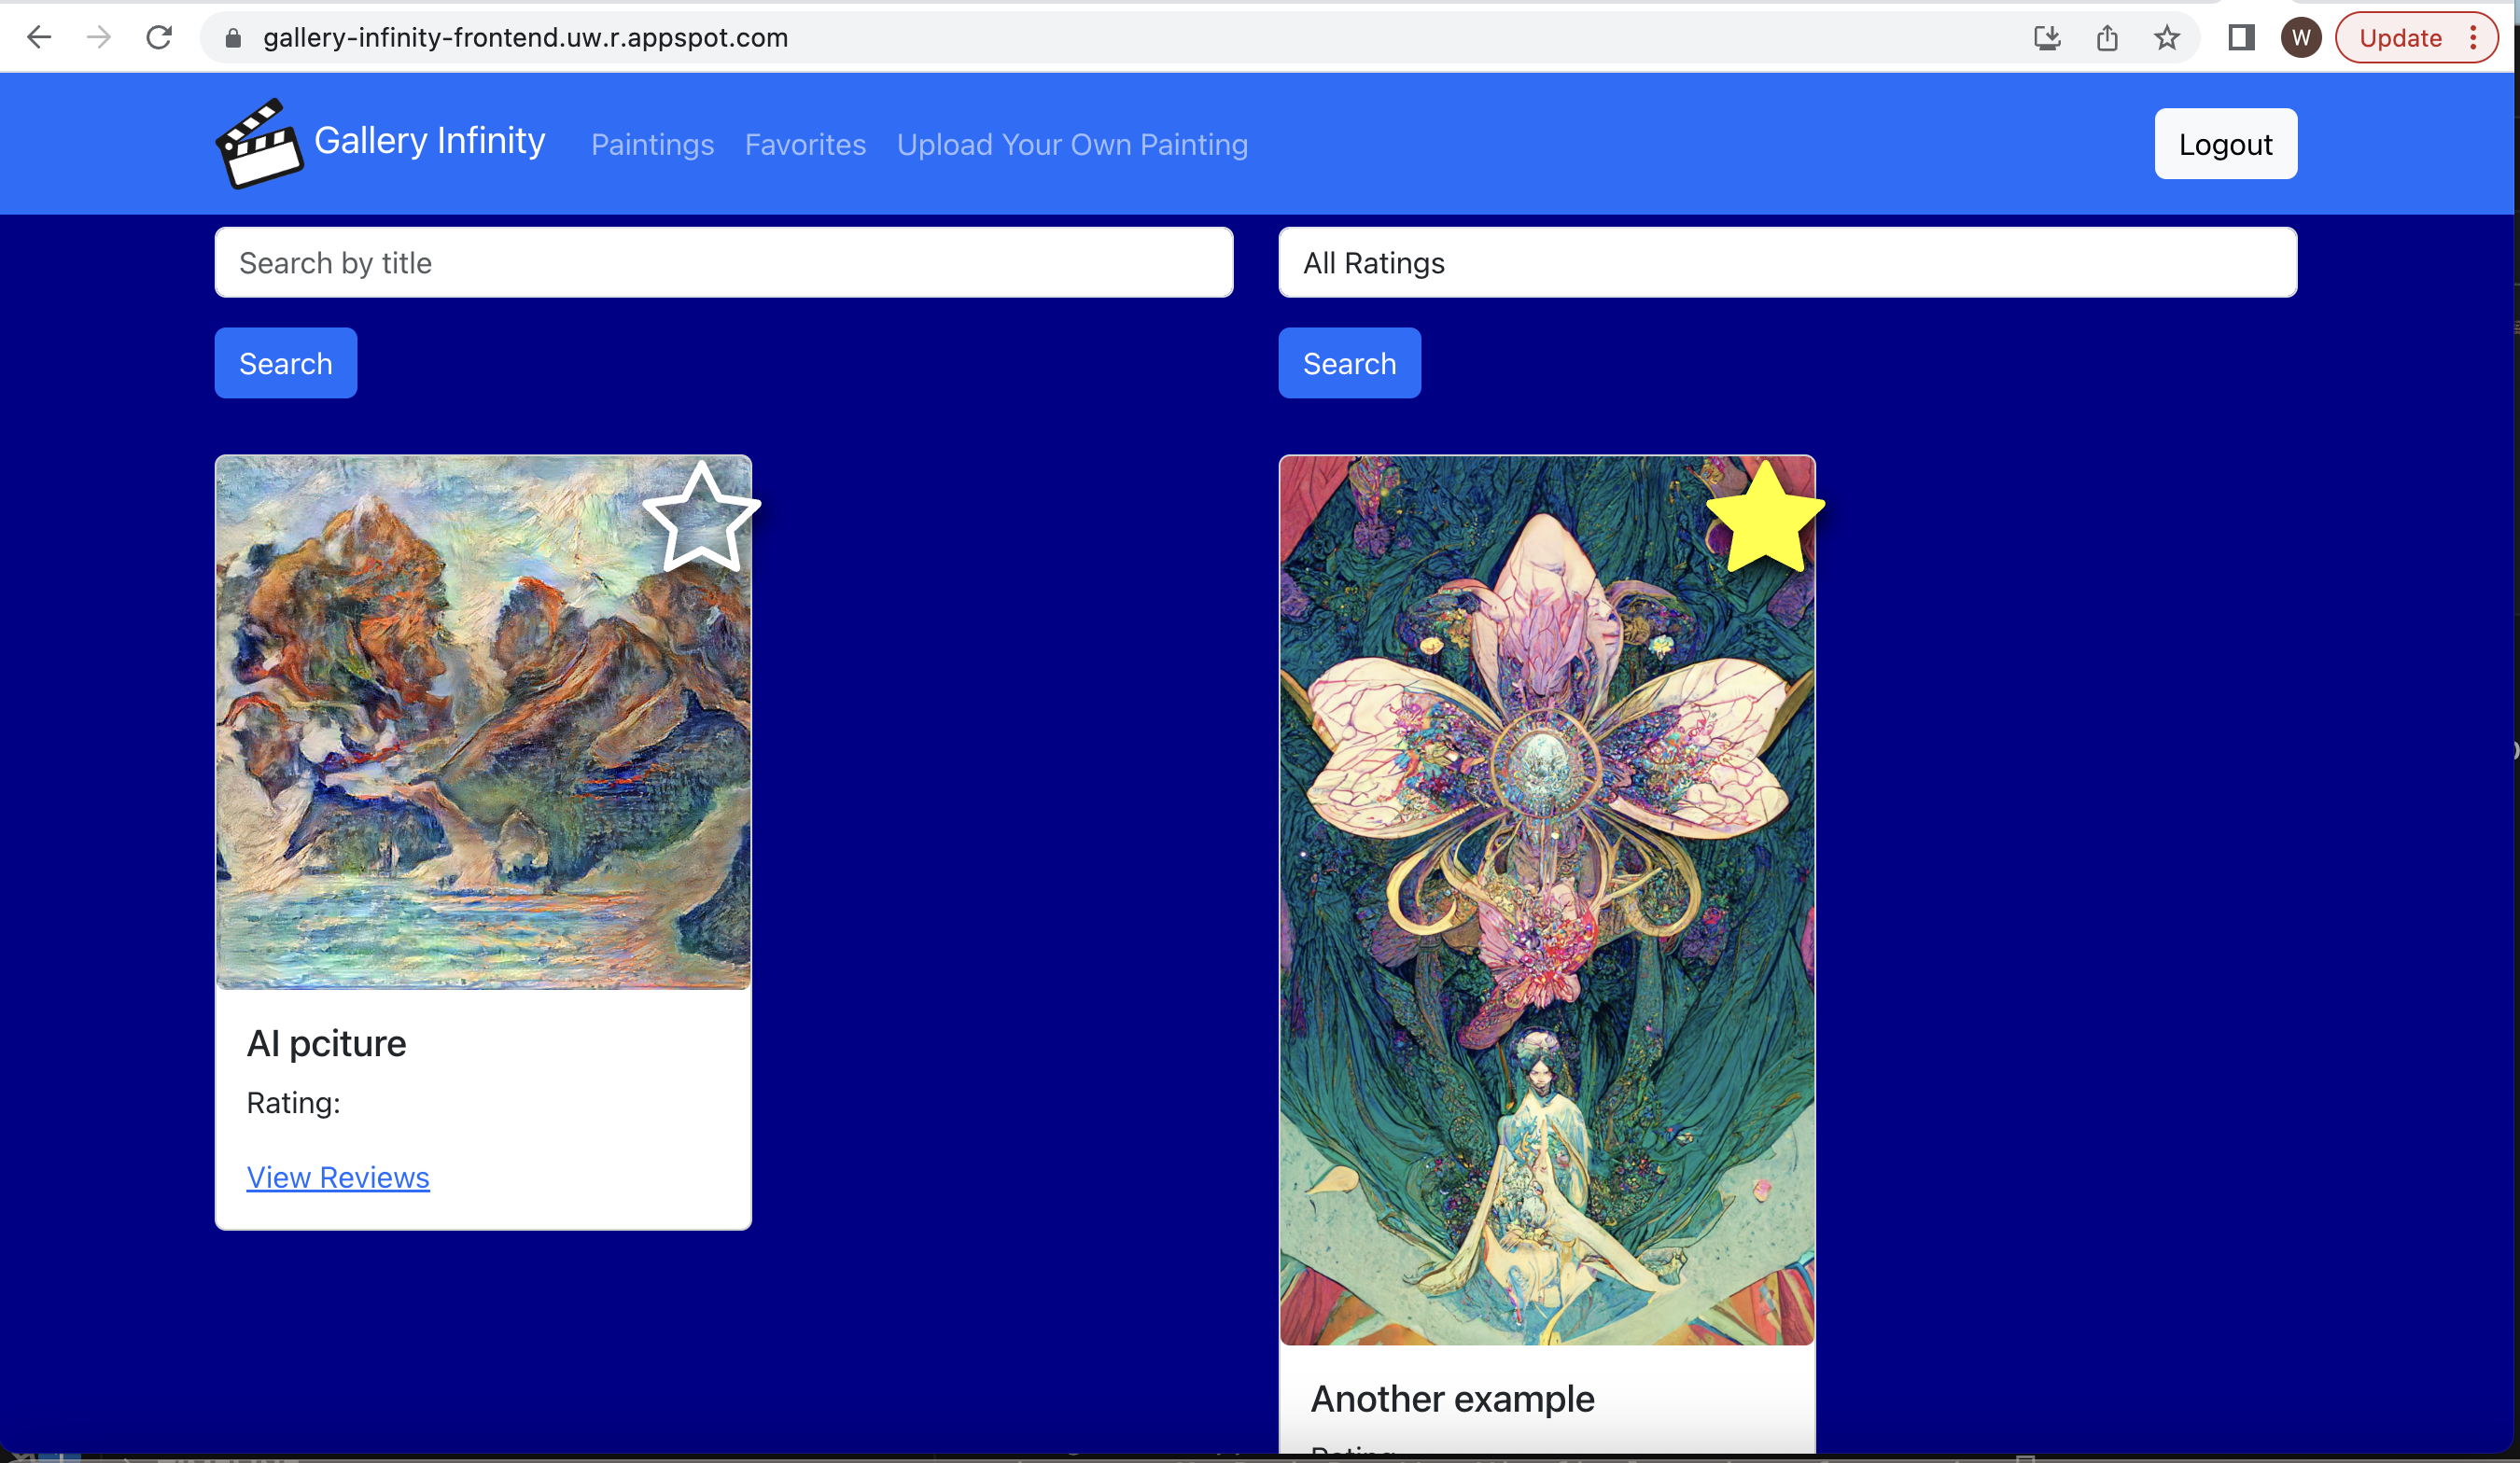 gallery-infinity-frontend.uw.r.appspot.com
W
Update
Gallery Infinity
Paintings
Favorites
Upload Your Own Painting
Logout
Search by title
All Ratings
Search
Search
AI pciture
Rating:
View Reviews
Another example